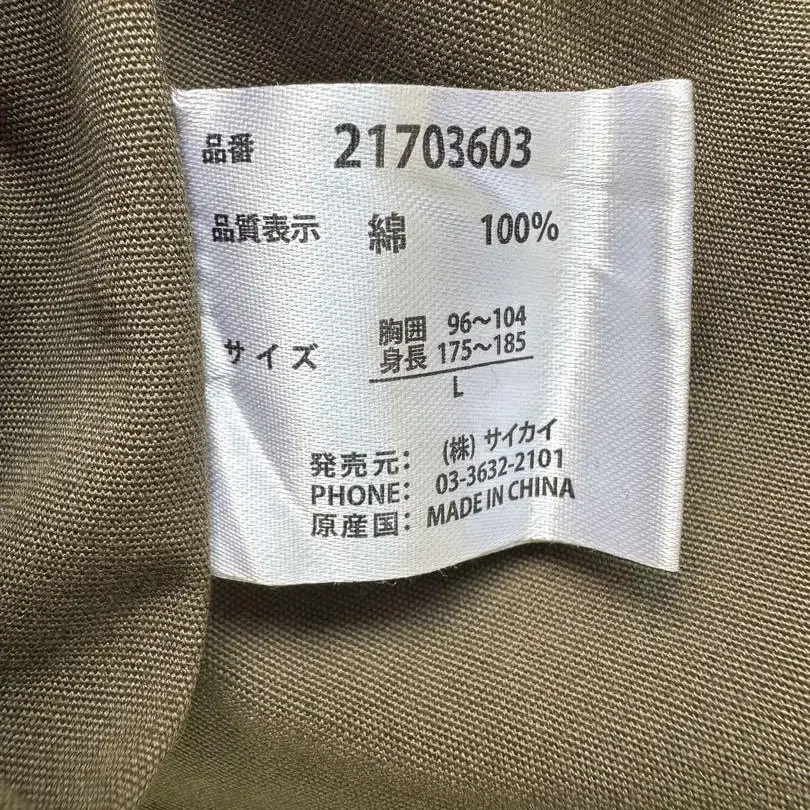 品番 21703603
品質表示 綿 100%
サイズ 胸囲 96〜104
身長 175〜185
L
発売元： (株) サイカイ
PHONE： 03-3632-2101
原産国： MADE IN CHINA